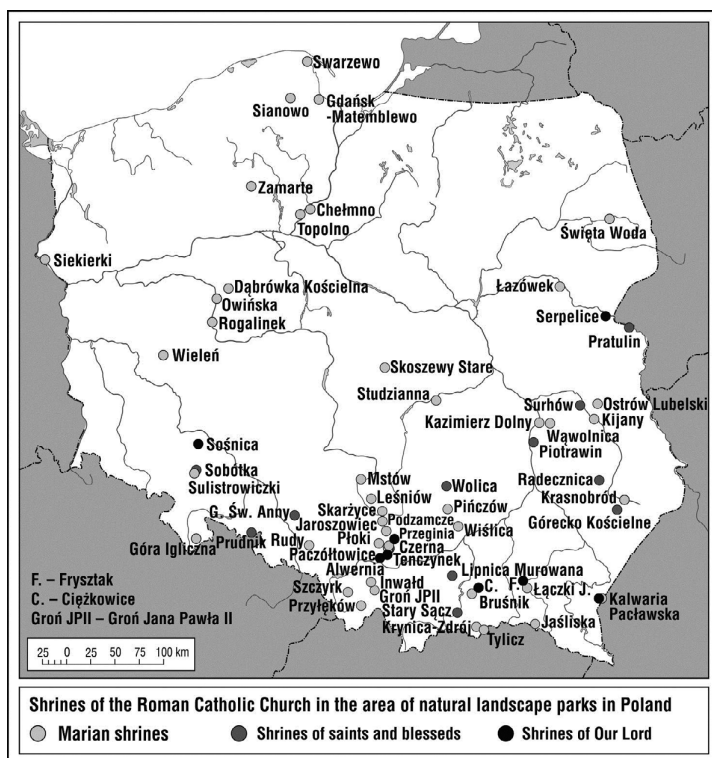 Swarzewo
Sianowo
Gdańsk
-Matemblewo
Zamarte
Chełmno
Topolno
Święta Woda
Siekierki
Dąbrówka Kościelna
Owińska
Rogalinek
Łazówek
Serpelice
Pratulin
Wieleń
Skoszewy Stare
Studzianna
Surhów
Ostrów Lubelski
Kazimierz Dolny
Kijany
Wąwolnica
Piotrawin
Sośnica
Sobótka
Sulistrowiczki
Mstów
Leśniów
Wolica
Radecznica
Krasnobród
Skarżyce
Pińczów
Górecko Kościelne
G. Św. Anny
Jaroszowiec
Podzamcze
Przeginia
Wiślica
Góra Igliczna
Prudnik
Rudy
Płoki
Czerna
Paczółtowice
Tenczynek
Lipnica Murowana
Alwernia
F. – Frysztak
C. – Ciężkowice
Groń JPII – Groń Jana Pawła II
Szczyrk
Inwałd
Groń JPII
Przyłęków
C.
F.
Łączki J.
Bruśnik
Kalwaria
Pacławska
Stary Sącz
Krynica-Zdrój
Tylicz
Jaśliska
25 0 25 50 75 100 km
Shrines of the Roman Catholic Church in the area of natural landscape parks in Poland
Marian shrines
Shrines of saints and blesseds
Shrines of Our Lord